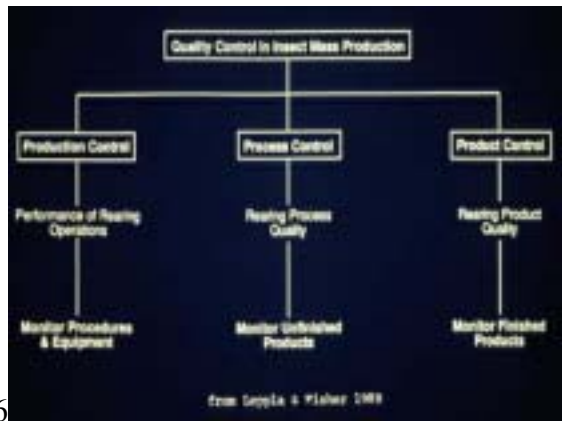 Quality Control in Insect Mass Production
Production Control
Process Control
Product Control
Performance of Rearing
Operations
Rearing Process
Quality
Rearing Product
Quality
Monitor Procedures
& Equipment
Monitor Unfinished
Products
Monitor Finished
Products
from Leppla & Fisher 1989
6